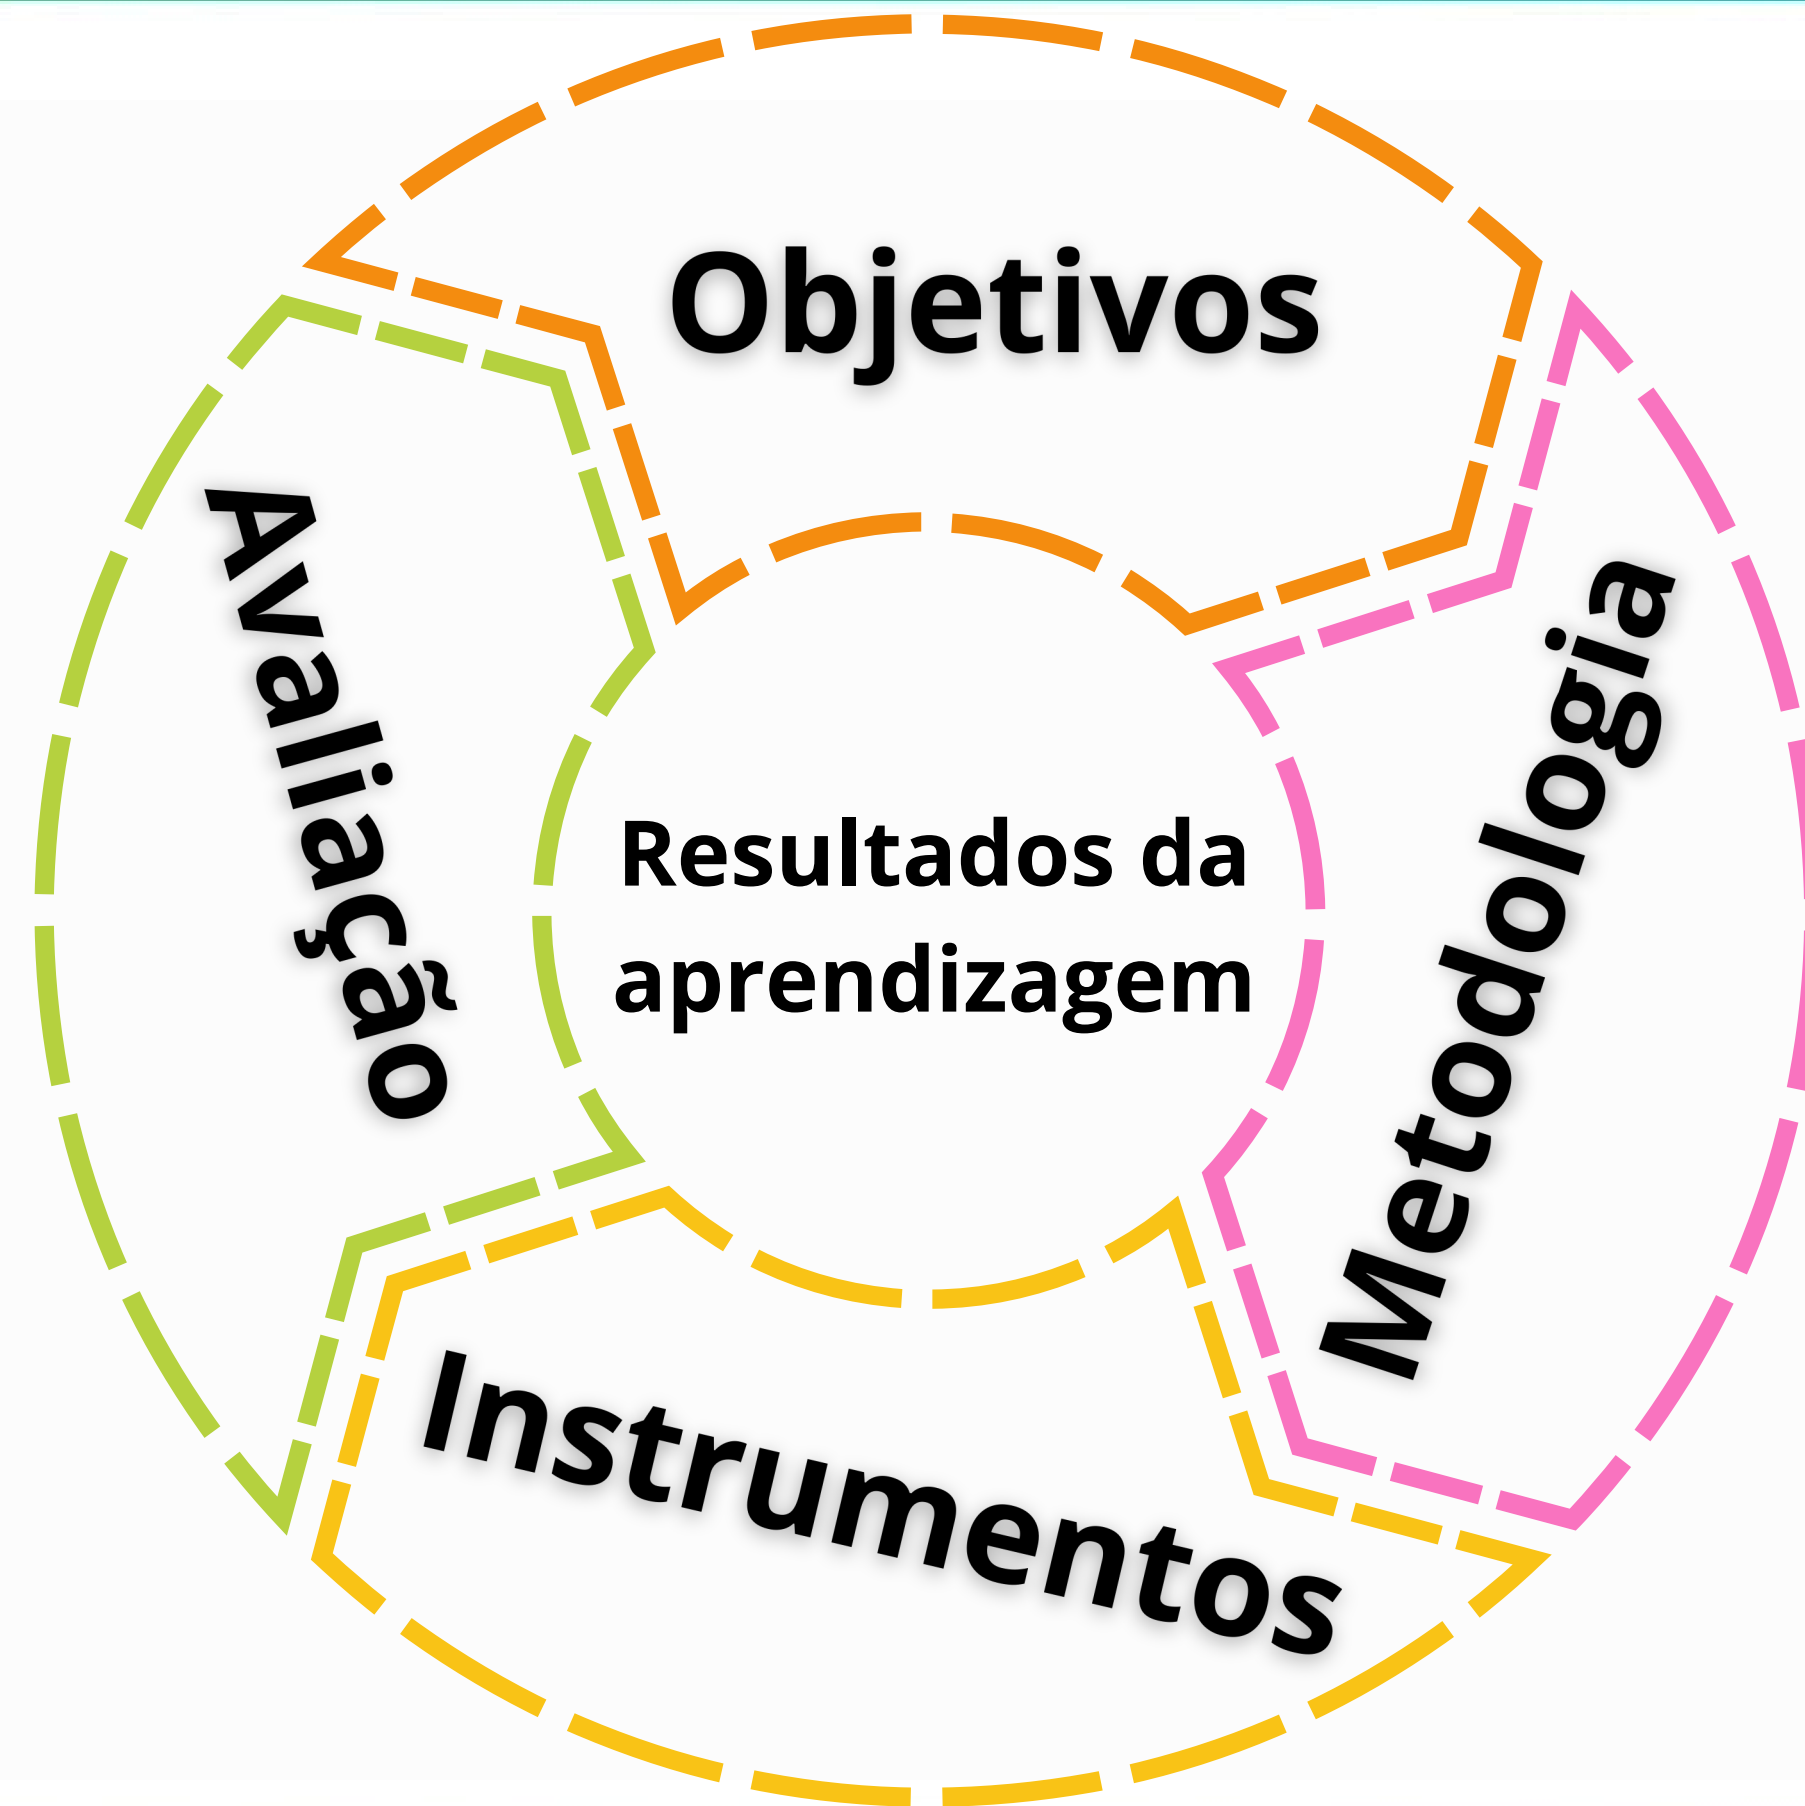 Objetivos
Metodologia
Instrumentos
Avaliação
Resultados da
aprendizagem